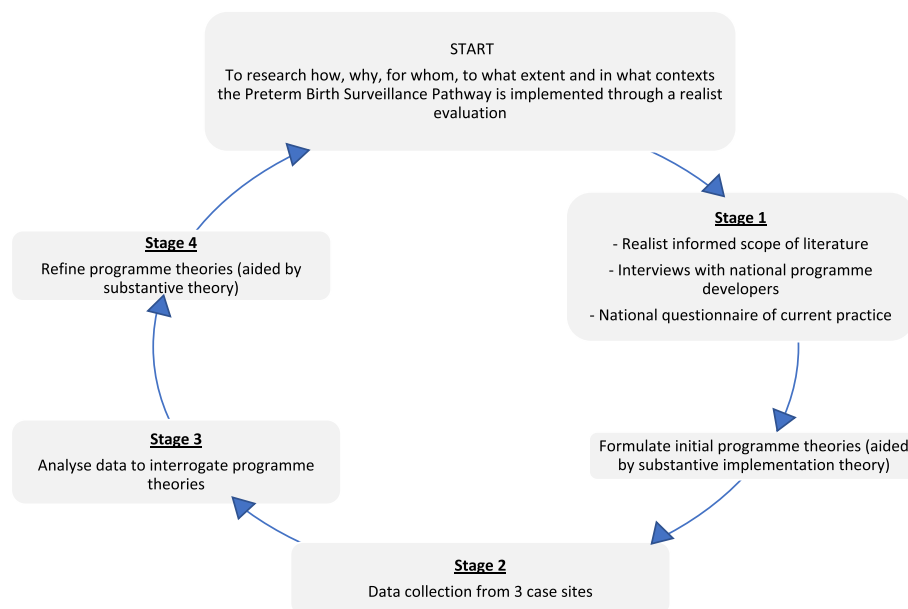 START
To research how, why, for whom, to what extent and in what contexts
the Preterm Birth Surveillance Pathway is implemented through a realist
evaluation
Stage 1
- Realist informed scope of literature
- Interviews with national programme
developers
- National questionnaire of current practice
Formulate initial programme theories (aided
by substantive implementation theory)
Stage 2
Data collection from 3 case sites
Stage 3
Analyse data to interrogate programme
theories
Stage 4
Refine programme theories (aided by
substantive theory)